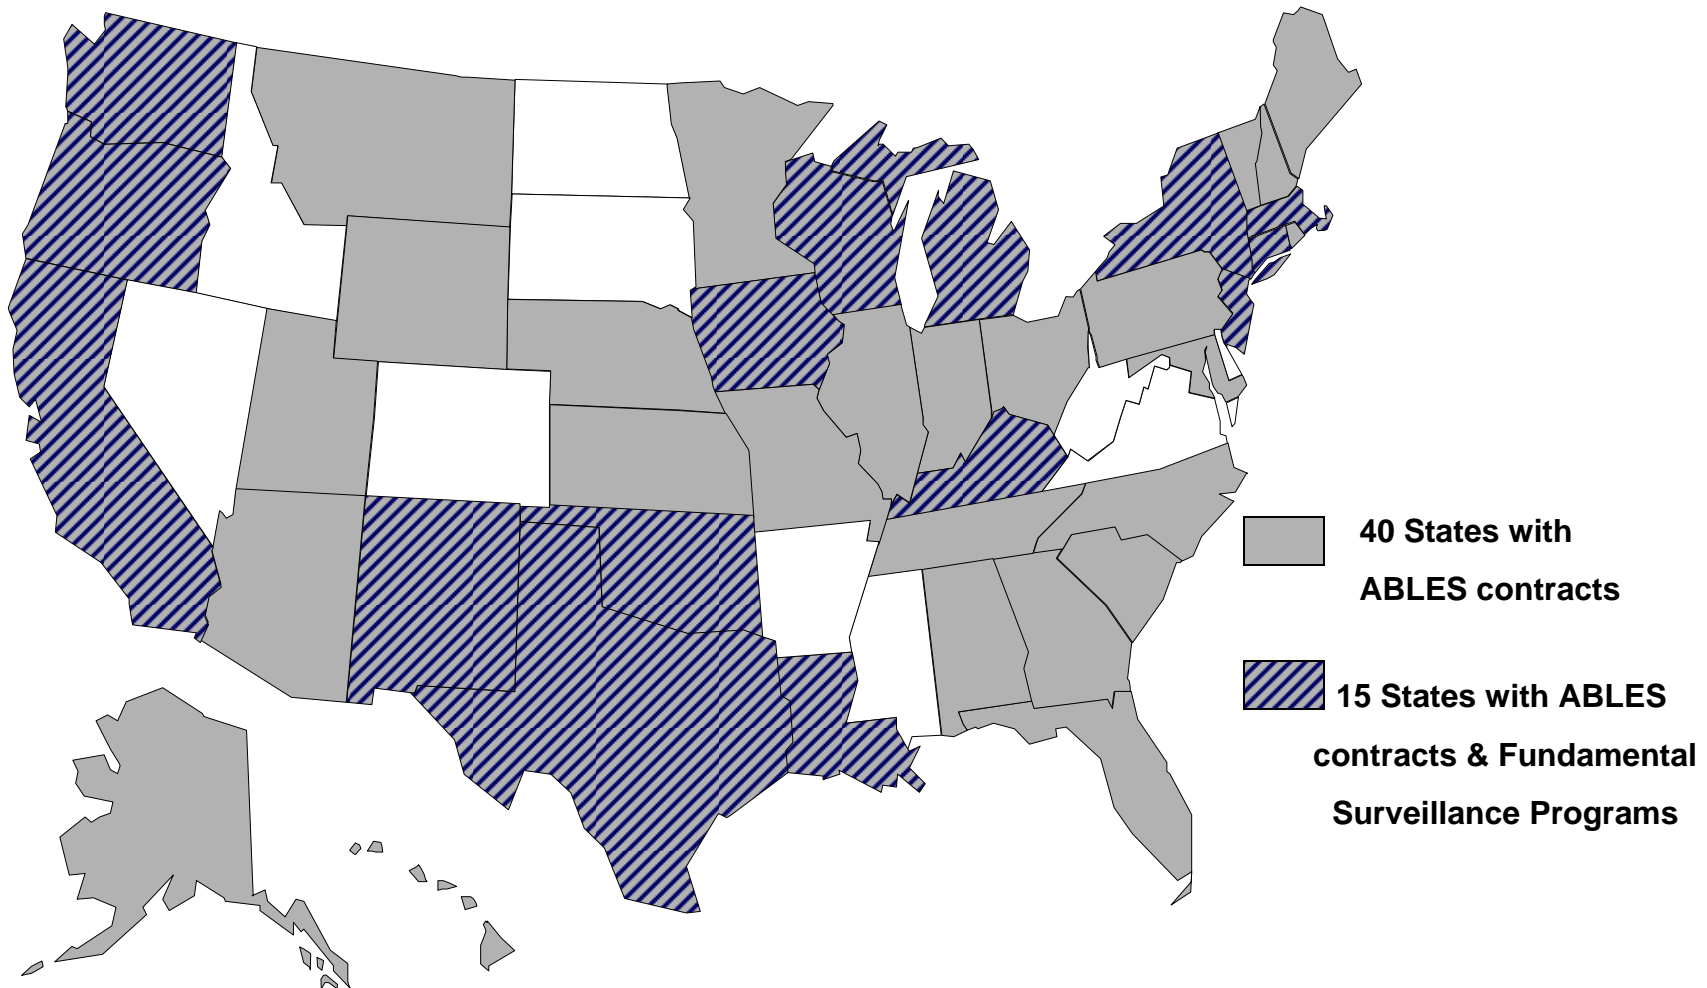 40 States with
ABLES contracts
15 States with ABLES
contracts & Fundamental
Surveillance Programs